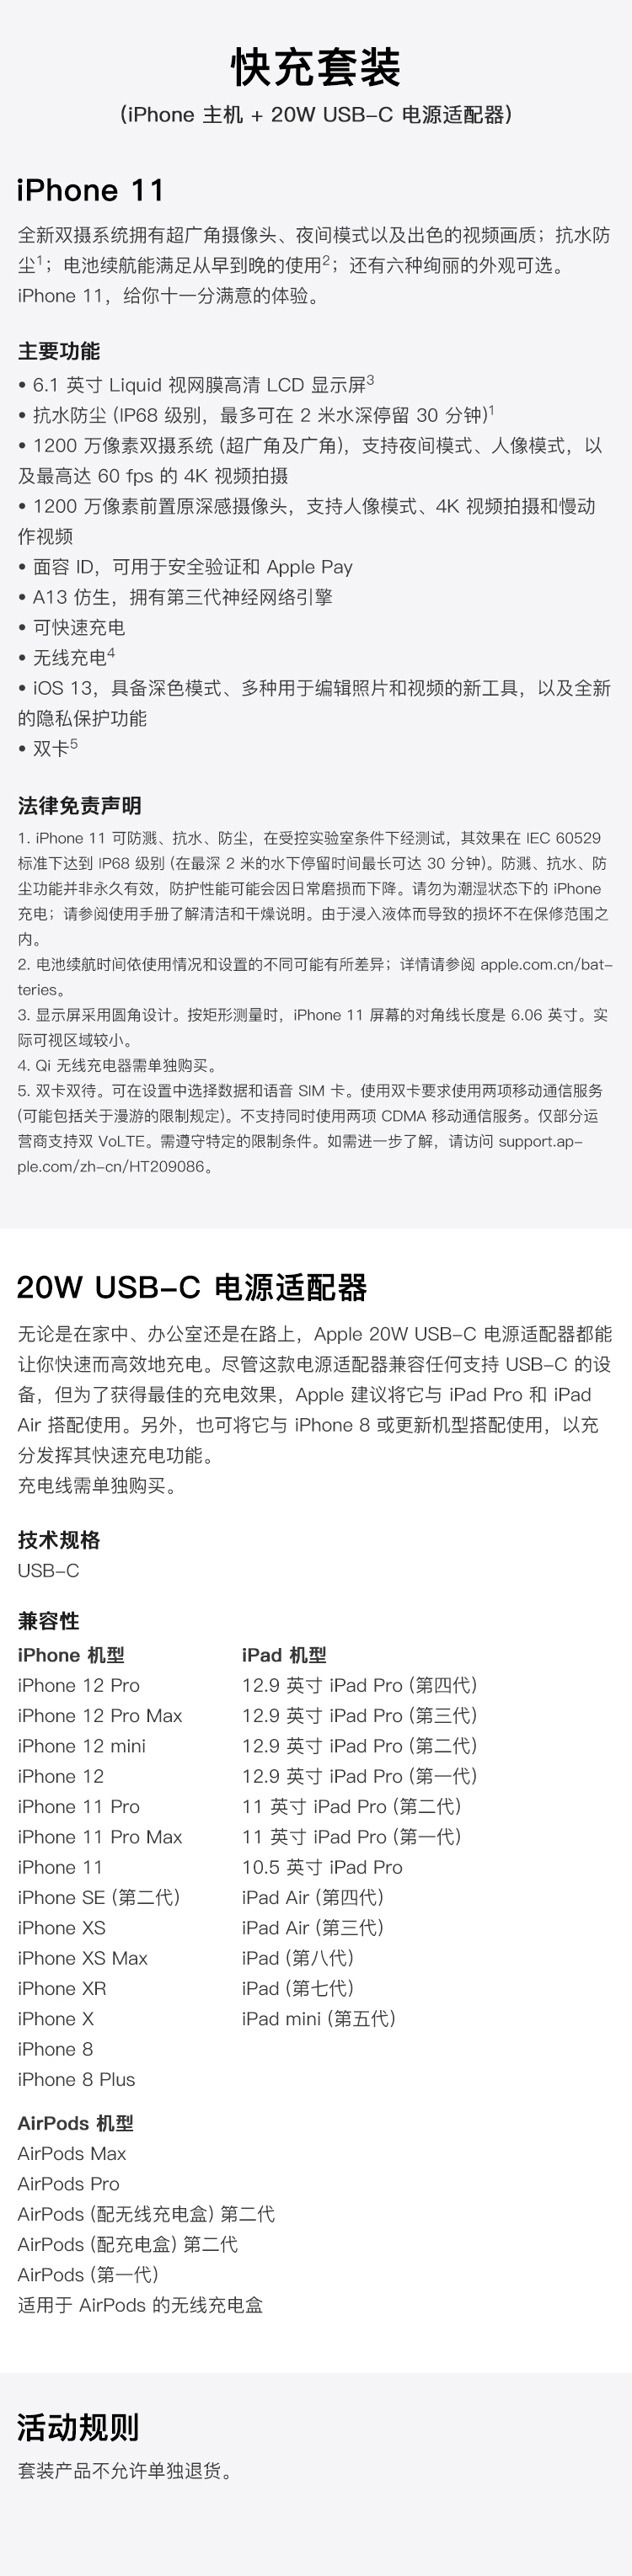 快充套装
(iPhone 主机 + 20W USB-C 电源适配器)
iPhone 11
全新双摄系统拥有超广角摄像头、夜间模式以及出色的视频画质；抗水防
尘1；电池续航能满足从早到晚的使用2；还有六种绚丽的外观可选。
iPhone 11，给你十一分满意的体验。
主要功能
• 6.1 英寸 Liquid 视网膜高清 LCD 显示屏3
• 抗水防尘 (IP68 级别，最多可在 2 米水深停留 30 分钟)1
• 1200 万像素双摄系统 (超广角及广角)，支持夜间模式、人像模式，以
及最高达 60 fps 的 4K 视频拍摄
• 1200 万像素前置原深感摄像头，支持人像模式、4K 视频拍摄和慢动
作视频
• 面容 ID，可用于安全验证和 Apple Pay
• A13 仿生，拥有第三代神经网络引擎
• 可快速充电
• 无线充电4
• iOS 13，具备深色模式、多种用于编辑照片和视频的新工具，以及全新
的隐私保护功能
• 双卡5
法律免责声明
1. iPhone 11 可防溅、抗水、防尘，在受控实验室条件下经测试，其效果在 IEC 60529
标准下达到 IP68 级别 (在最深 2 米的水下停留时间最长可达 30 分钟)。防溅、抗水、防
尘功能并非永久有效，防护性能可能会因日常磨损而下降。请勿为潮湿状态下的 iPhone
充电；请参阅使用手册了解清洁和干燥说明。由于浸入液体而导致的损坏不在保修范围之
内。
2. 电池续航时间依使用情况和设置的不同可能有所差异；详情请参阅 apple.com.cn/bat-
teries。
3. 显示屏采用圆角设计。按矩形测量时，iPhone 11 屏幕的对角线长度是 6.06 英寸。实
际可视区域较小。
4. Qi 无线充电器需单独购买。
5. 双卡双待。可在设置中选择数据和语音 SIM 卡。使用双卡要求使用两项移动通信服务
(可能包括关于漫游的限制规定)。不支持同时使用两项 CDMA 移动通信服务。仅部分运
营商支持双 VoLTE。需遵守特定的限制条件。如需进一步了解，请访问 support.ap-
ple.com/zh-cn/HT209086。
20W USB-C 电源适配器
无论是在家中、办公室还是在路上，Apple 20W USB-C 电源适配器都能
让你快速而高效地充电。尽管这款电源适配器兼容任何支持 USB-C 的设
备，但为了获得最佳的充电效果，Apple 建议将它与 iPad Pro 和 iPad
Air 搭配使用。另外，也可将它与 iPhone 8 或更新机型搭配使用，以充
分发挥其快速充电功能。
充电线需单独购买。
技术规格
USB-C
兼容性
iPhone 机型
iPhone 12 Pro
iPhone 12 Pro Max
iPhone 12 mini
iPhone 12
iPhone 11 Pro
iPhone 11 Pro Max
iPhone 11
iPhone SE (第二代)
iPhone XS
iPhone XS Max
iPhone XR
iPhone X
iPhone 8
iPhone 8 Plus
iPad 机型
12.9 英寸 iPad Pro (第四代)
12.9 英寸 iPad Pro (第三代)
12.9 英寸 iPad Pro (第二代)
12.9 英寸 iPad Pro (第一代)
11 英寸 iPad Pro (第二代)
11 英寸 iPad Pro (第一代)
10.5 英寸 iPad Pro
iPad Air (第四代)
iPad Air (第三代)
iPad (第八代)
iPad (第七代)
iPad mini (第五代)
AirPods 机型
AirPods Max
AirPods Pro
AirPods (配无线充电盒) 第二代
AirPods (配充电盒) 第二代
AirPods (第一代)
适用于 AirPods 的无线充电盒
活动规则
套装产品不允许单独退货。